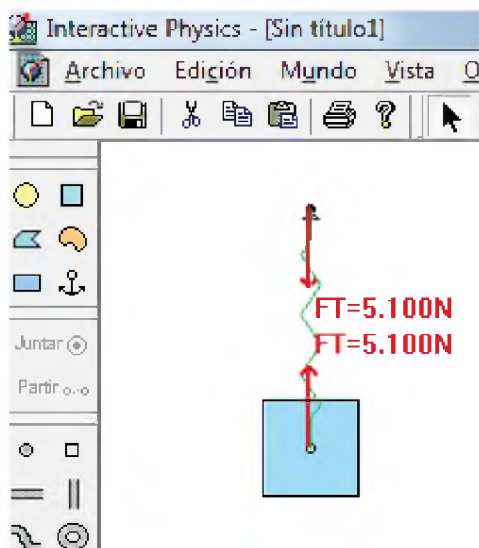 Interactive Physics - [Sin título1]
Archivo Edición Mundo Vista
FT=5.100N
FT=5.100N
Juntar
Partir